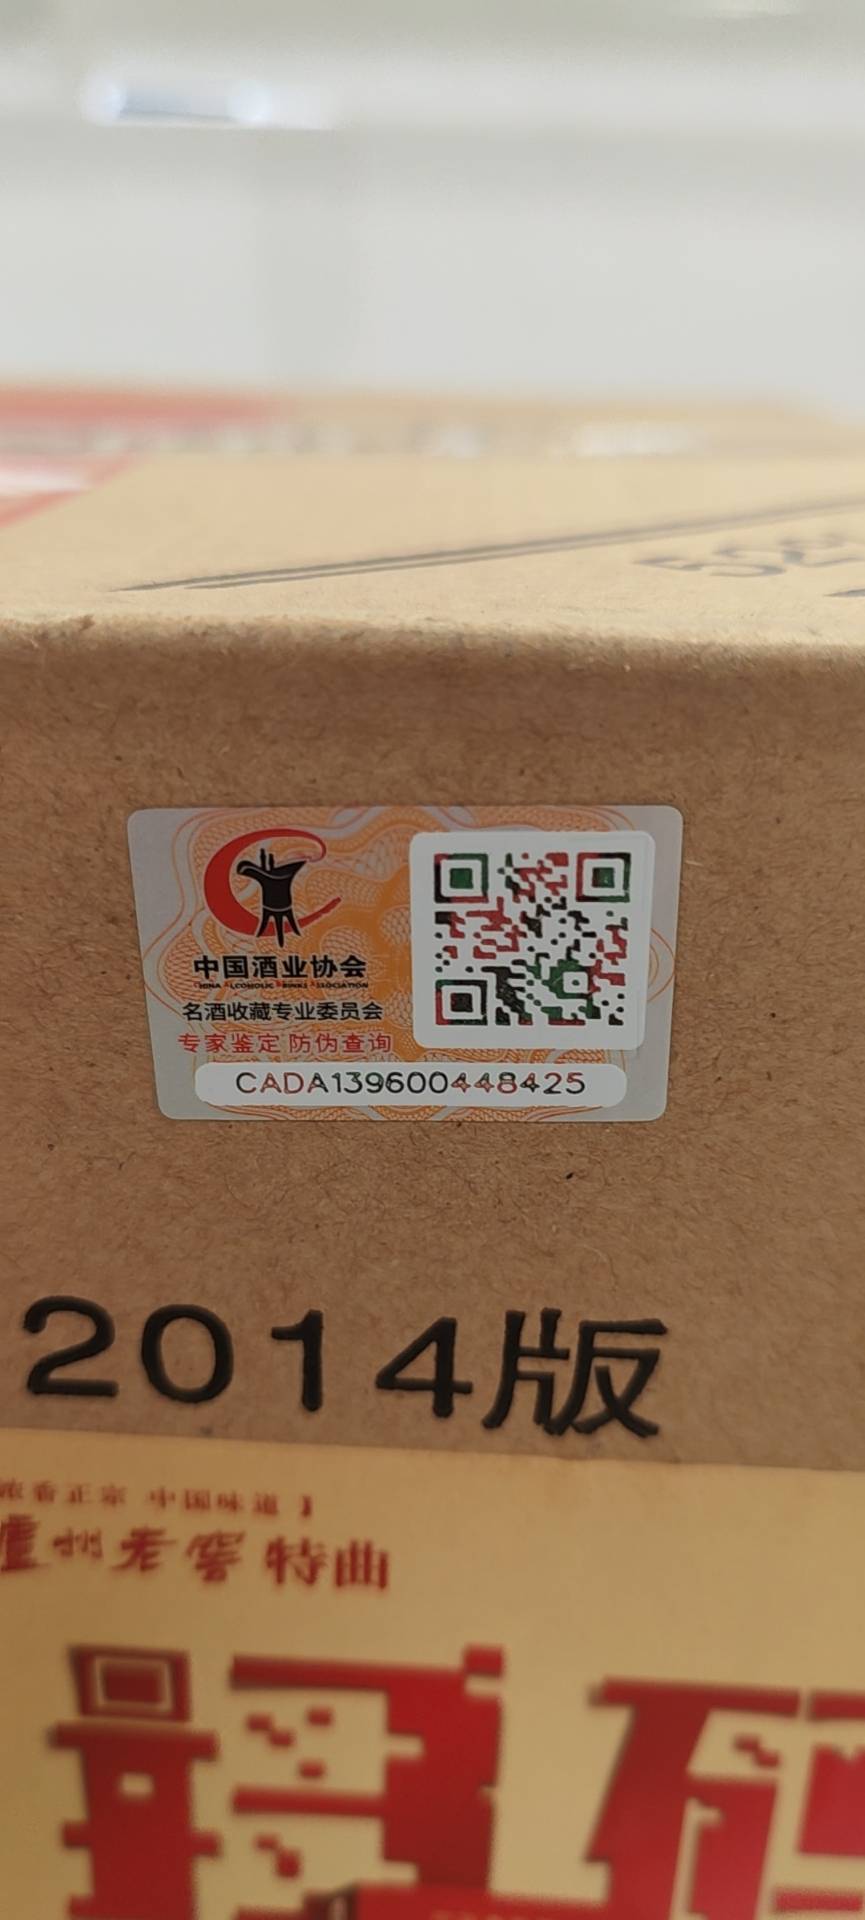 52
中国酒业协会
CHINA ALCOHOLIC DRINKS ASSOCIATION
名酒收藏专业委员会
专家鉴定 防伪查询
CADA139600448425
2014版
浓香正宗 中国味道】
泸州老窖 特曲